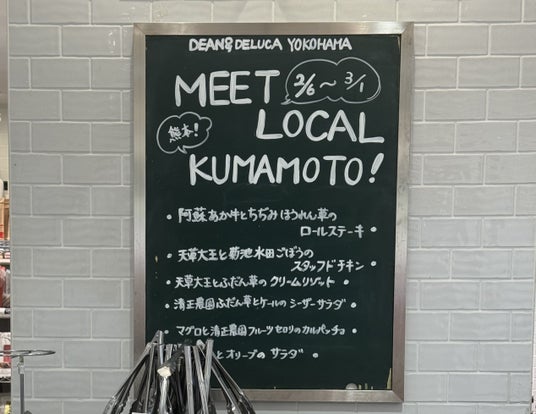 DEAN & DELUCA YOKOHAMA
MEET 2/6〜3/1
LOCAL
熊本!
KUMAMOTO!
・阿蘇あか牛とちぢみほうれん草の
ロールステーキ・
・天草大王と菊池水田ごぼうの
スタッフドチキン・
・天草大王とふだん草のクリームリゾット・
・清正農園ふだん草とケールのシーザーサラダ・
・マグロと清正農園フルーツセロリのカルパッチョ・
とオリーブのサラダ・